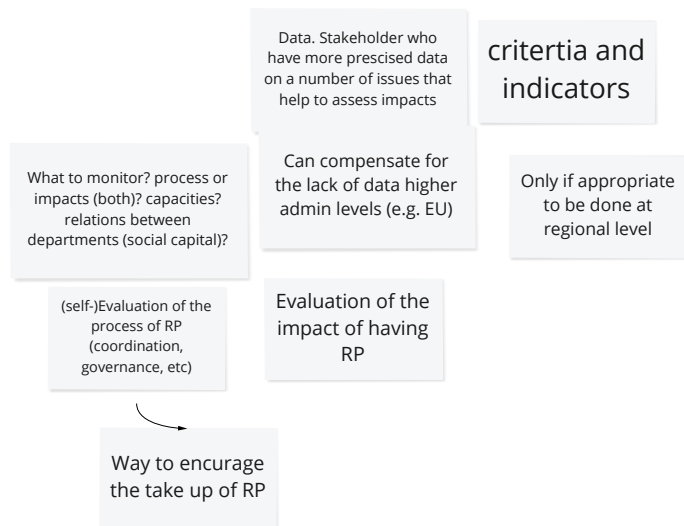 Data. Stakeholder who
have more prescised data
on a number of issues that
help to assess impacts
critertia and
indicators
What to monitor? process or
impacts (both)? capacities?
relations between
departments (social capital)?
Can compensate for
the lack of data higher
admin levels (e.g. EU)
Only if appropriate
to be done at
regional level
(self-)Evaluation of the
process of RP
(coordination,
governance, etc)
Evaluation of the
impact of having
RP
Way to encurage
the take up of RP